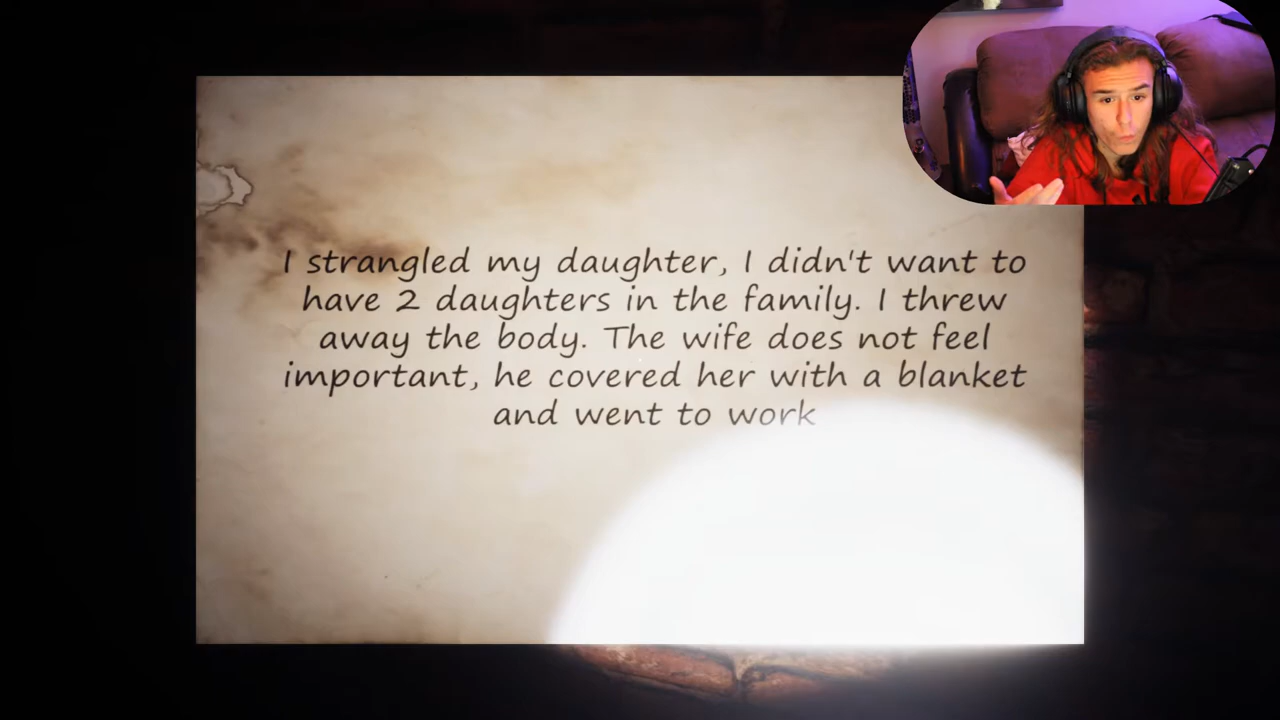 I strangled my daughter, I didn't want to
have 2 daughters in the family. I threw
away the body. The wife does not feel
important, he covered her with a blanket
and went to work